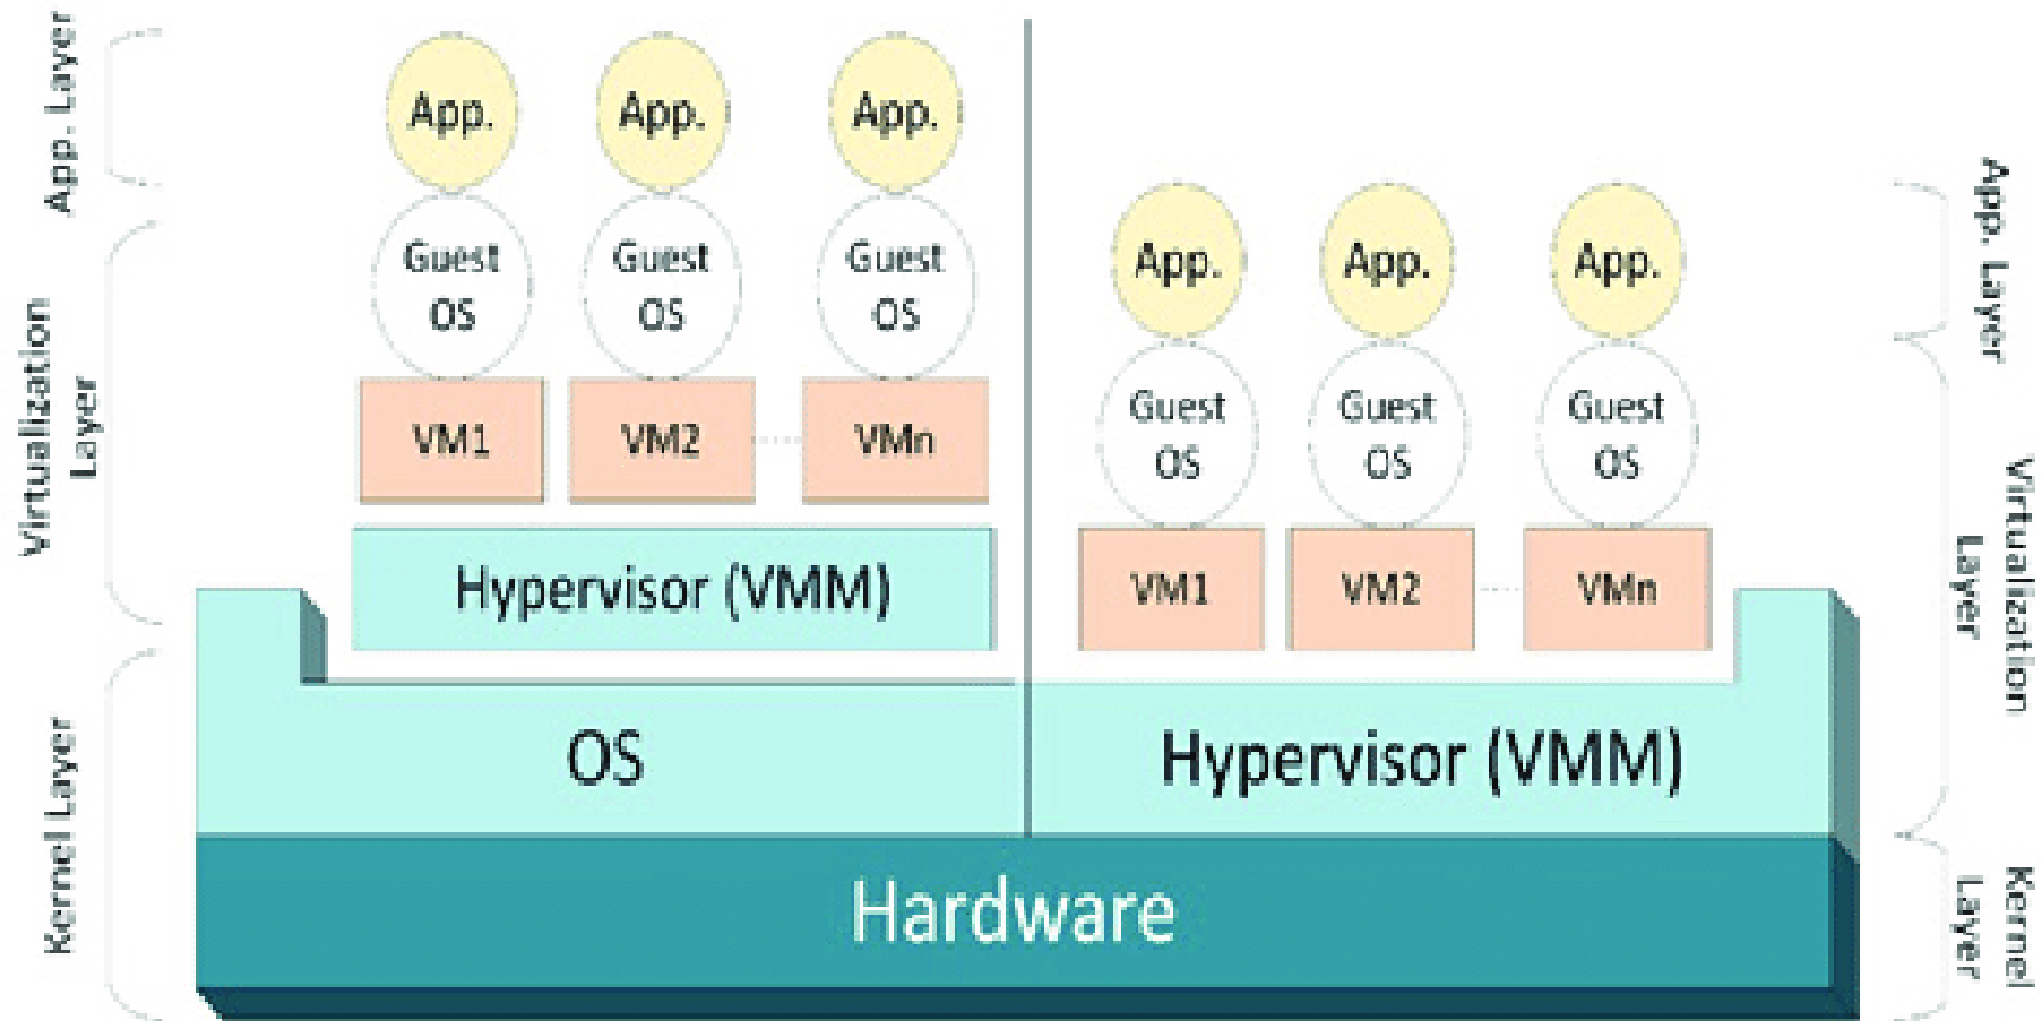 App. Layer
App.
App.
App.
Guest
OS
Guest
OS
Guest
OS
Virtualization
Layer
VM1
VM2
VMn
Hypervisor (VMM)
Kernel Layer
OS
App.
App.
App.
App. Layer
Guest
OS
Guest
OS
Guest
OS
VM1
VM2
VMn
Virtualization
Layer
Hypervisor (VMM)
Hardware
Kernel
Layer